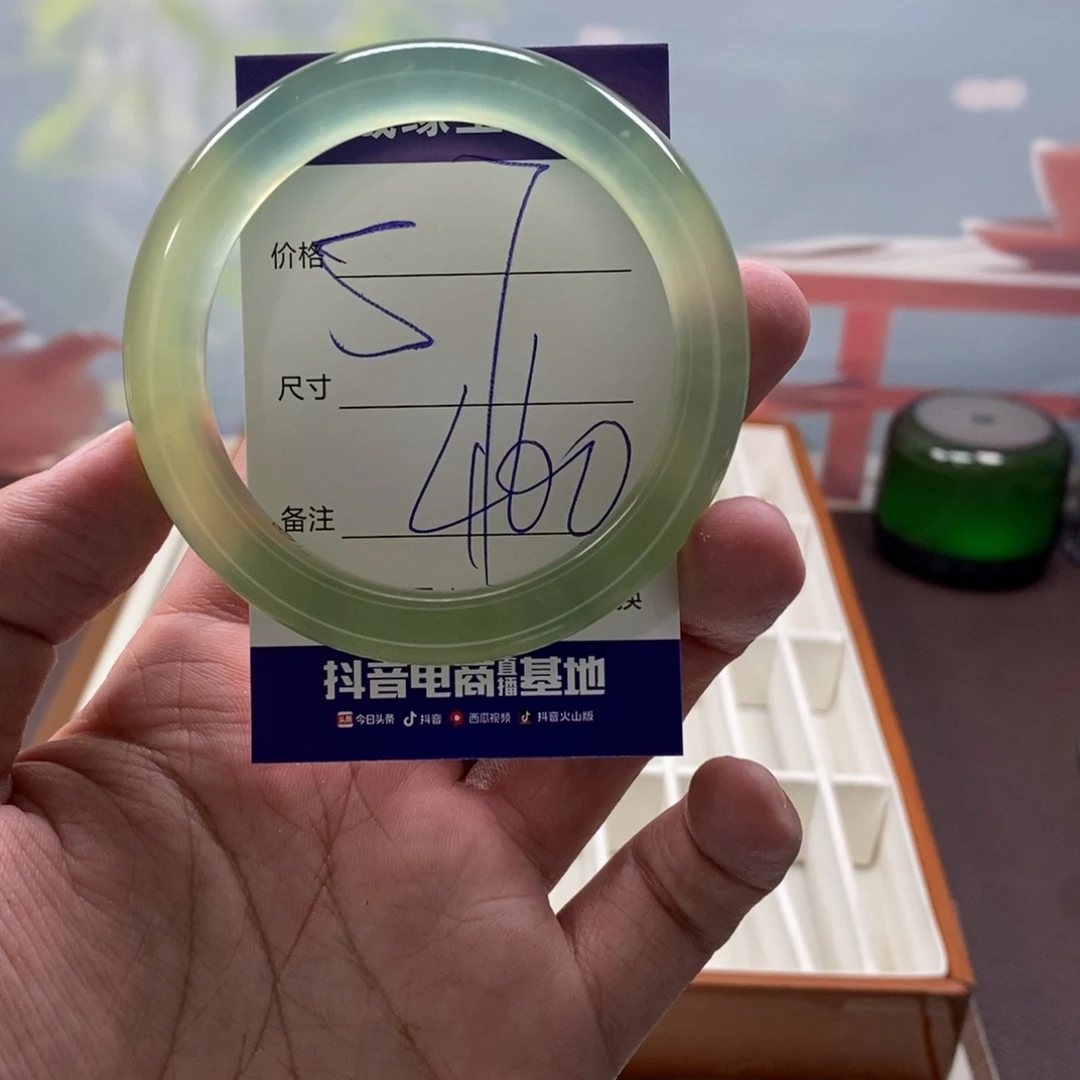 价格
57
尺寸
460
备注
抖音电商直播基地
今日头条 抖音 西瓜视频 抖音火山版